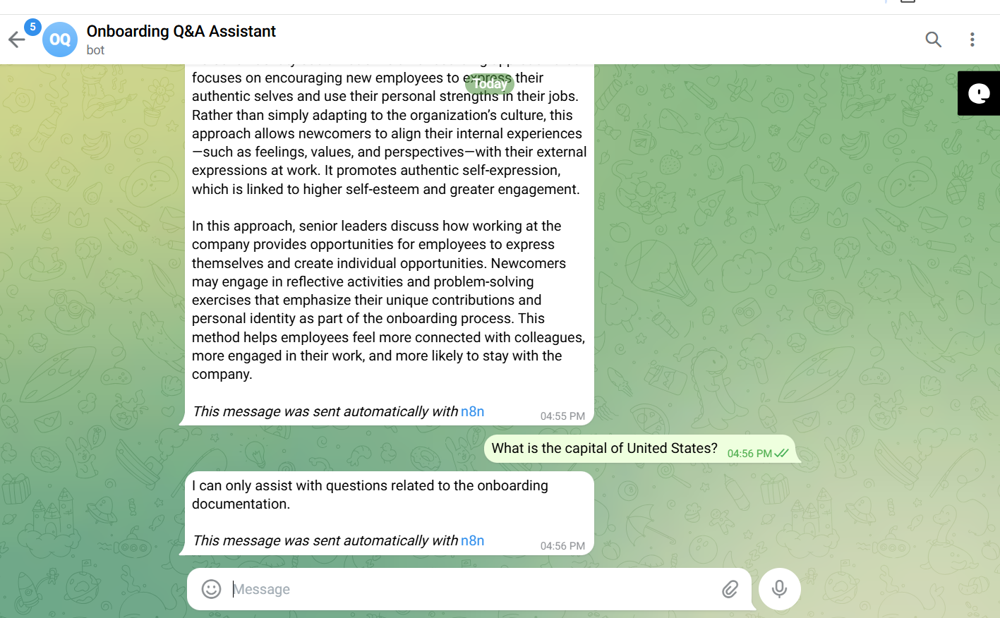 5
OQ
Onboarding Q&A Assistant
bot
Today
focuses on encouraging new employees to express their
authentic selves and use their personal strengths in their jobs.
Rather than simply adapting to the organization’s culture, this
approach allows newcomers to align their internal experiences
—such as feelings, values, and perspectives—with their external
expressions at work. It promotes authentic self-expression,
which is linked to higher self-esteem and greater engagement.
In this approach, senior leaders discuss how working at the
company provides opportunities for employees to express
themselves and create individual opportunities. Newcomers
may engage in reflective activities and problem-solving
exercises that emphasize their unique contributions and
personal identity as part of the onboarding process. This
method helps employees feel more connected with colleagues,
more engaged in their work, and more likely to stay with the
company.
This message was sent automatically with n8n
04:55 PM
What is the capital of United States?
04:56 PM
I can only assist with questions related to the onboarding
documentation.
This message was sent automatically with n8n
04:56 PM
Message